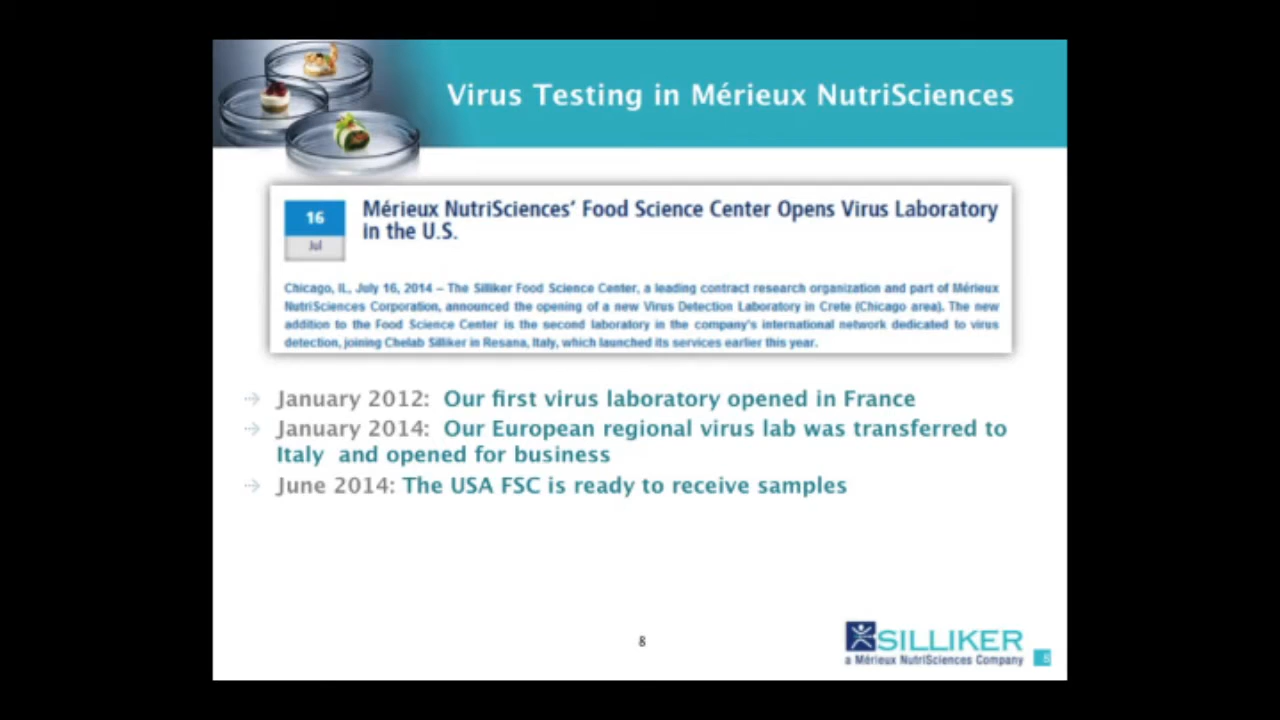 Virus Testing in Mérieux NutriSciences
16
Jul
Mérieux NutriSciences' Food Science Center Opens Virus Laboratory
in the U.S.
Chicago, IL, July 16, 2014 – The Silliker Food Science Center, a leading contract research organization and part of Mérieux
NutriSciences Corporation, announced the opening of a new Virus Detection Laboratory in Crete (Chicago area). The new
addition to the Food Science Center is the second laboratory in the company's international network dedicated to virus
detection, joining Chelab Silliker in Resana, Italy, which launched its services earlier this year.
January 2012: Our first virus laboratory opened in France
January 2014: Our European regional virus lab was transferred to
Italy and opened for business
June 2014: The USA FSC is ready to receive samples
8
SILLIKER
a Mérieux NutriSciences Company